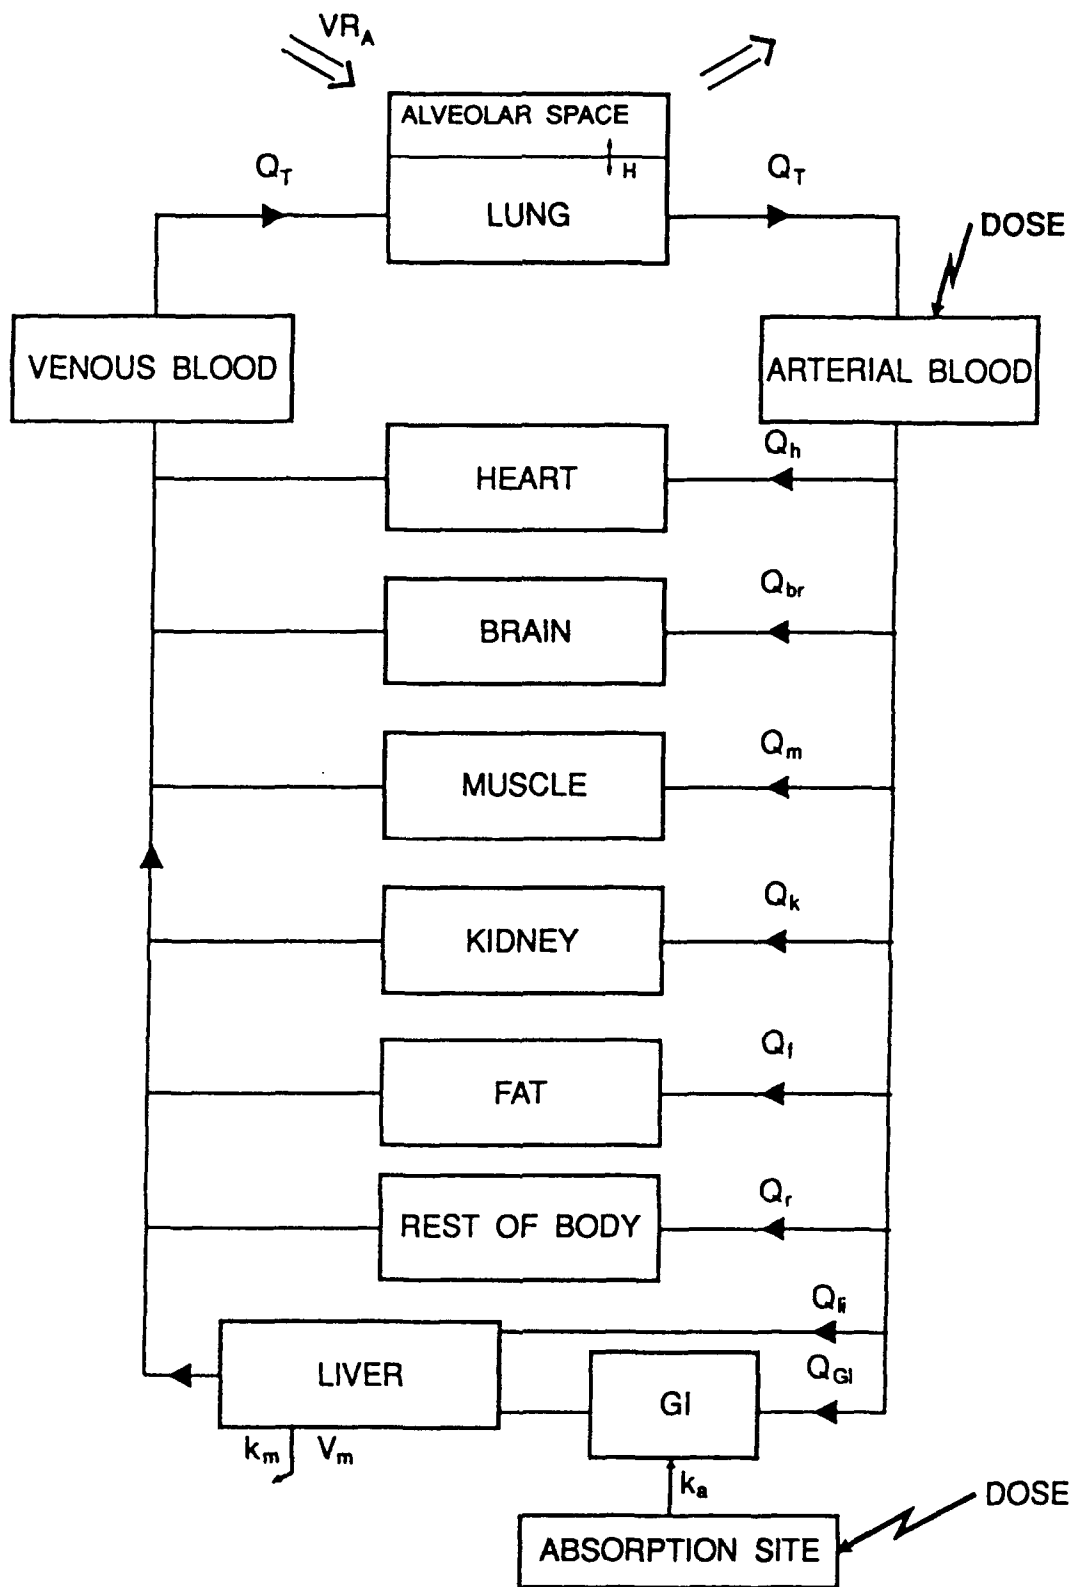 VR_A
ALVEOLAR SPACE
H
Q_T
Q_T
LUNG
DOSE
VENOUS BLOOD
ARTERIAL BLOOD
Q_h
HEART
Q_br
BRAIN
Q_m
MUSCLE
Q_k
KIDNEY
Q_f
FAT
Q_r
REST OF BODY
Q_li
LIVER
Q_GI
GI
k_m V_m
k_a
DOSE
ABSORPTION SITE